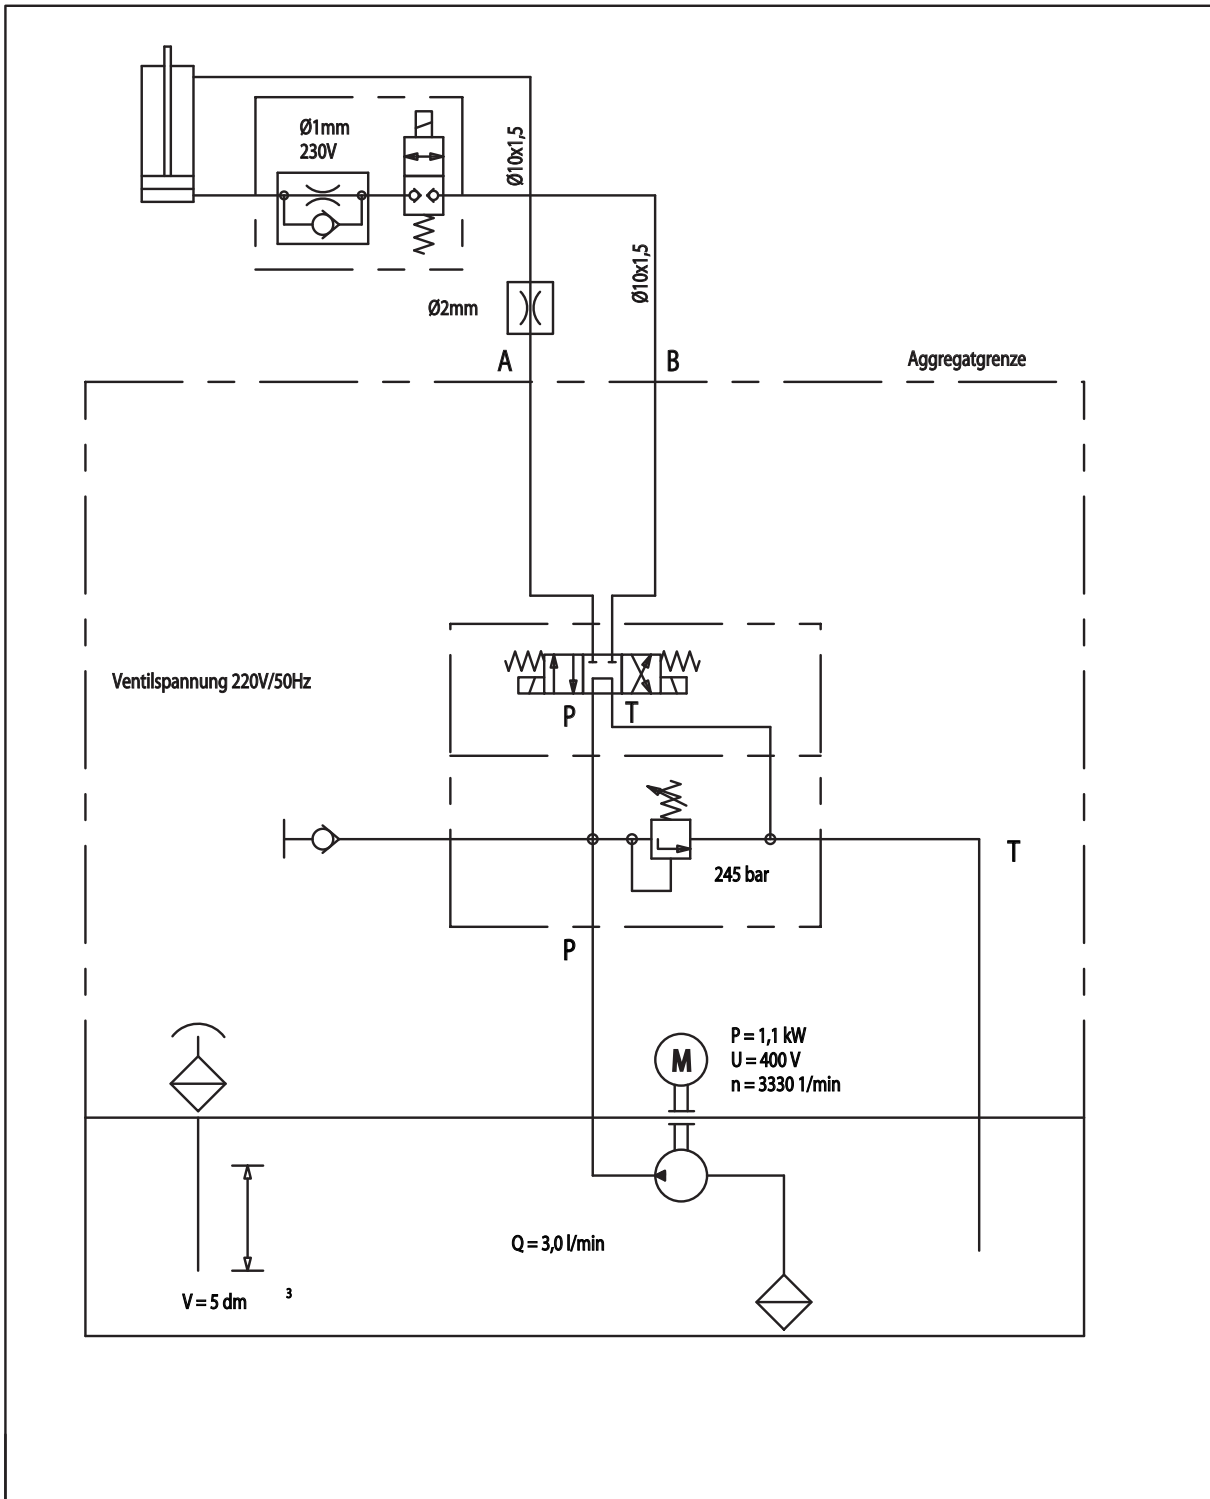 Ø1mm
230V
Ø10x1,5
Ø10x1,5
Ø2mm
A
B
Aggregatgrenze
Ventilspannung 220V/50Hz
P
T
T
245 bar
P
M
P = 1,1 kW
U = 400 V
n = 3330 1/min
Q = 3,0 l/min
V = 5 dm 3